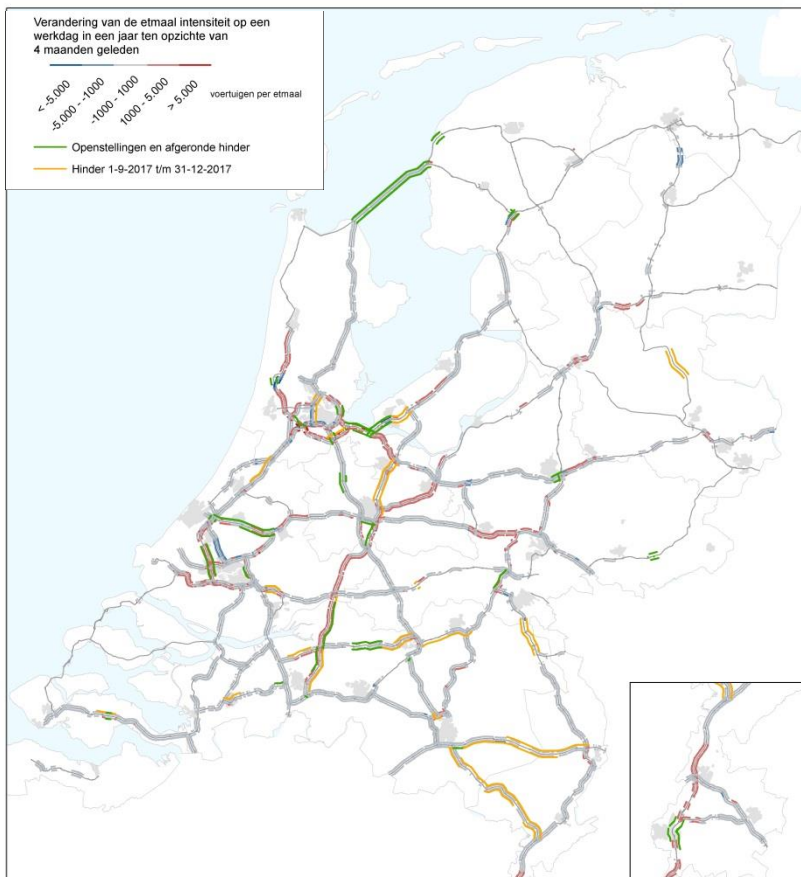 Verandering van de etmaal intensiteit op een
werkdag in een jaar ten opzichte van
4 maanden geleden
< -5.000
-5.000 - -1000
-1000 - 1000
1000 - 5.000
> 5.000
voertuigen per etmaal
Openstellingen en afgeronde hinder
Hinder 1-9-2017 t/m 31-12-2017